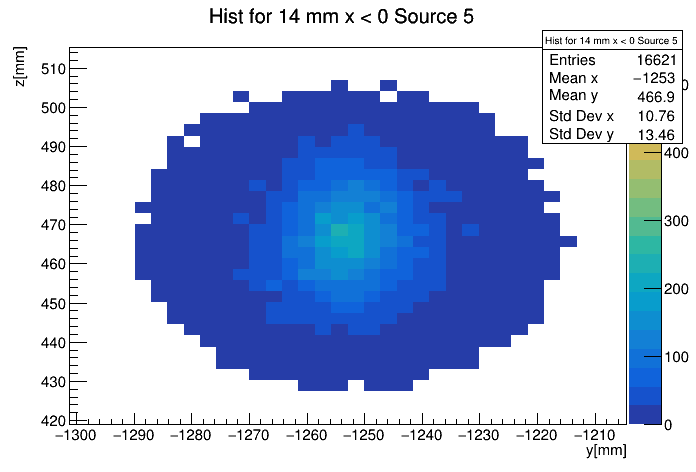 Hist for 14 mm x < 0 Source 5
z[mm]
Hist for 14 mm x < 0 Source 5
Entries 16621
Mean x −1253
Mean y 466.9
Std Dev x 10.76
Std Dev y 13.46
510
500
490
480
470
460
450
440
430
420
0
400
300
200
100
0
−1300 −1290 −1280 −1270 −1260 −1250 −1240 −1230 −1220 −1210
y[mm]